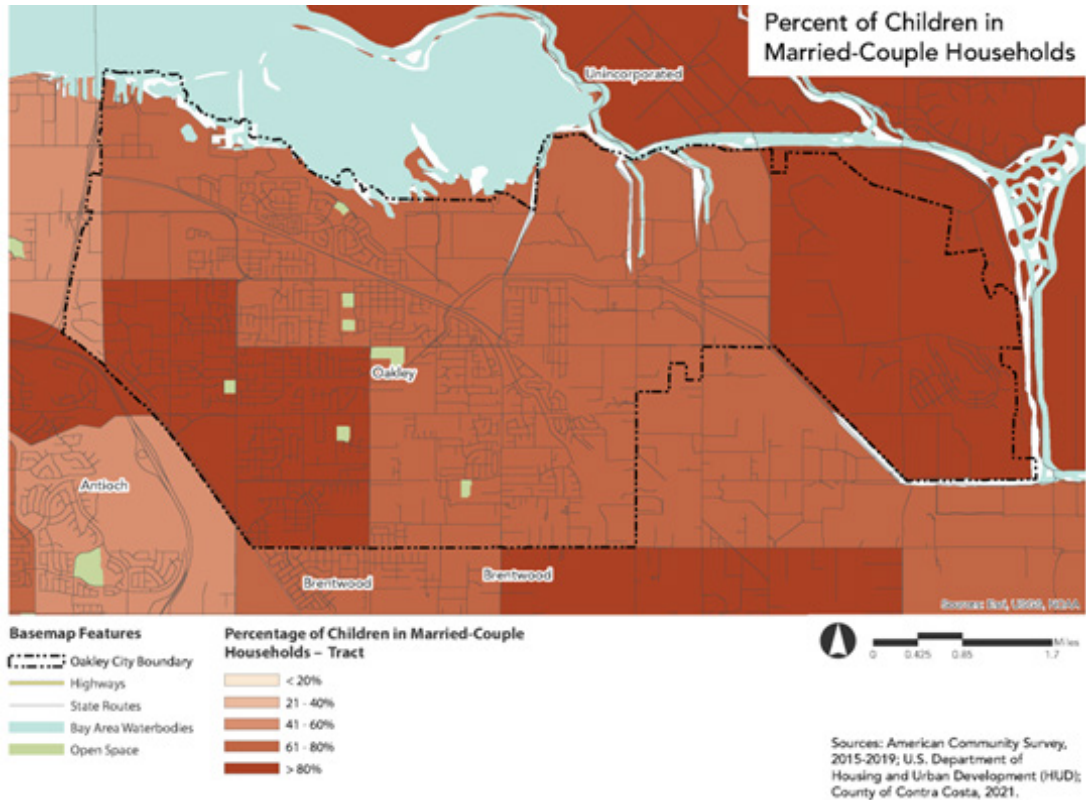 Percent of Children in
Married-Couple Households
Unincorporated
Oakley
Antioch
Brentwood
Brentwood
Sources: Esri, USGS, NOAA
Basemap Features
Oakley City Boundary
Highways
State Routes
Bay Area Waterbodies
Open Space
Percentage of Children in Married-Couple
Households – Tract
< 20%
21 - 40%
41 - 60%
61 - 80%
> 80%
Miles
0 0.425 0.85 1.7
Sources: American Community Survey,
2015-2019; U.S. Department of
Housing and Urban Development (HUD);
County of Contra Costa, 2021.